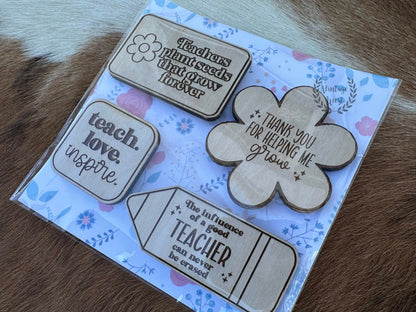 Teachers
plant seeds
that grow
forever
THANK YOU
FOR HELPING ME
grow
teach.
love.
inspire.
The influence
of a good
TEACHER
can never
be erased